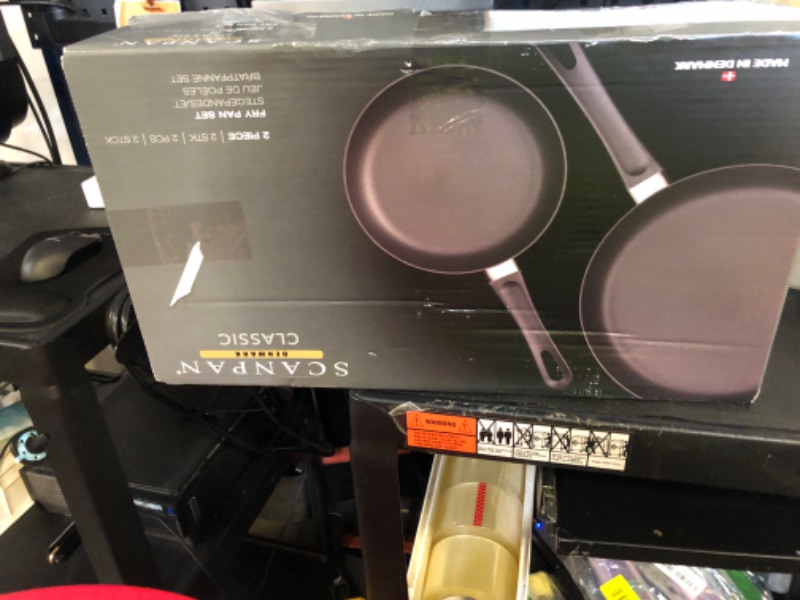 SCANPAN®
DENMARK
CLASSIC
2 PIECE | 2 STK | 2 PCS | 2 STCK
FRY PAN SET
STEGEPANDESÆT
JEU DE POÊLES
BRATPFANNE SET
MADE IN DENMARK
WARNING